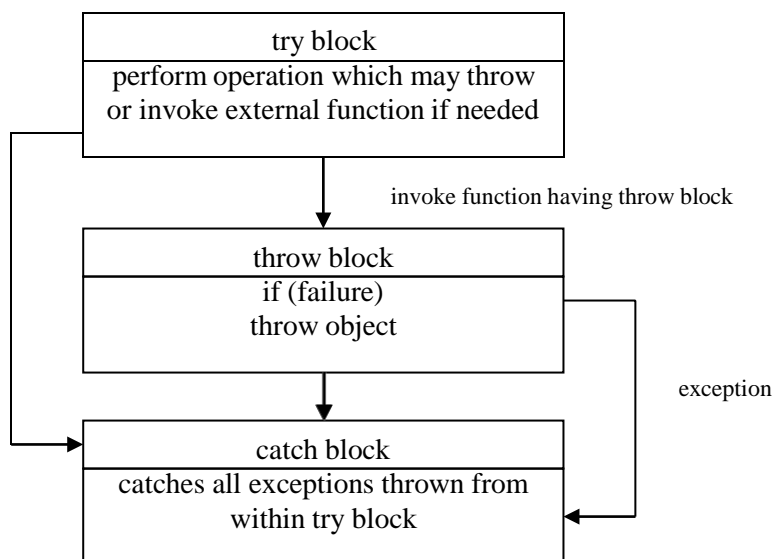 try block
perform operation which may throw
or invoke external function if needed
invoke function having throw block
throw block
if (failure)
throw object
exception
catch block
catches all exceptions thrown from
within try block